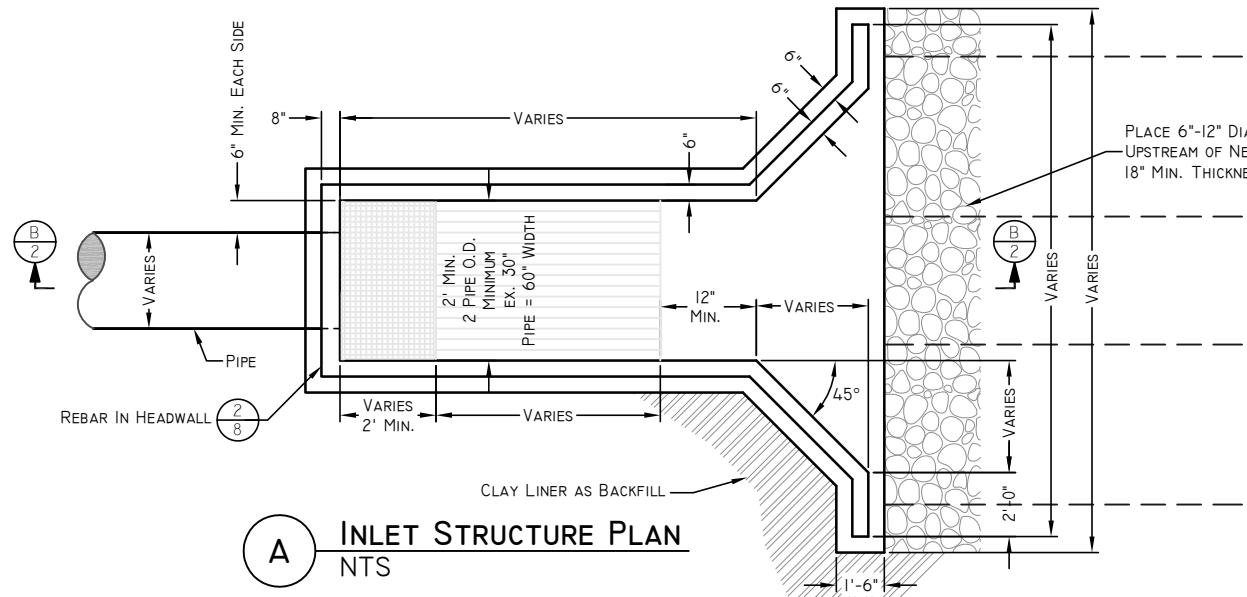 6" MIN. EACH SIDE
8"
VARIES
6"
6"
6"
PLACE 6"-12" DIA
UPSTREAM OF NE
18" MIN. THICKNE
B
2
VARIES
2' MIN.
2 PIPE O.D.
MINIMUM
EX. 30"
PIPE = 60" WIDTH
12"
MIN.
VARIES
B
2
VARIES
VARIES
PIPE
REBAR IN HEADWALL
2
8
VARIES
2' MIN.
VARIES
45°
VARIES
CLAY LINER AS BACKFILL
2'-0"
1'-6"
A
INLET STRUCTURE PLAN
NTS